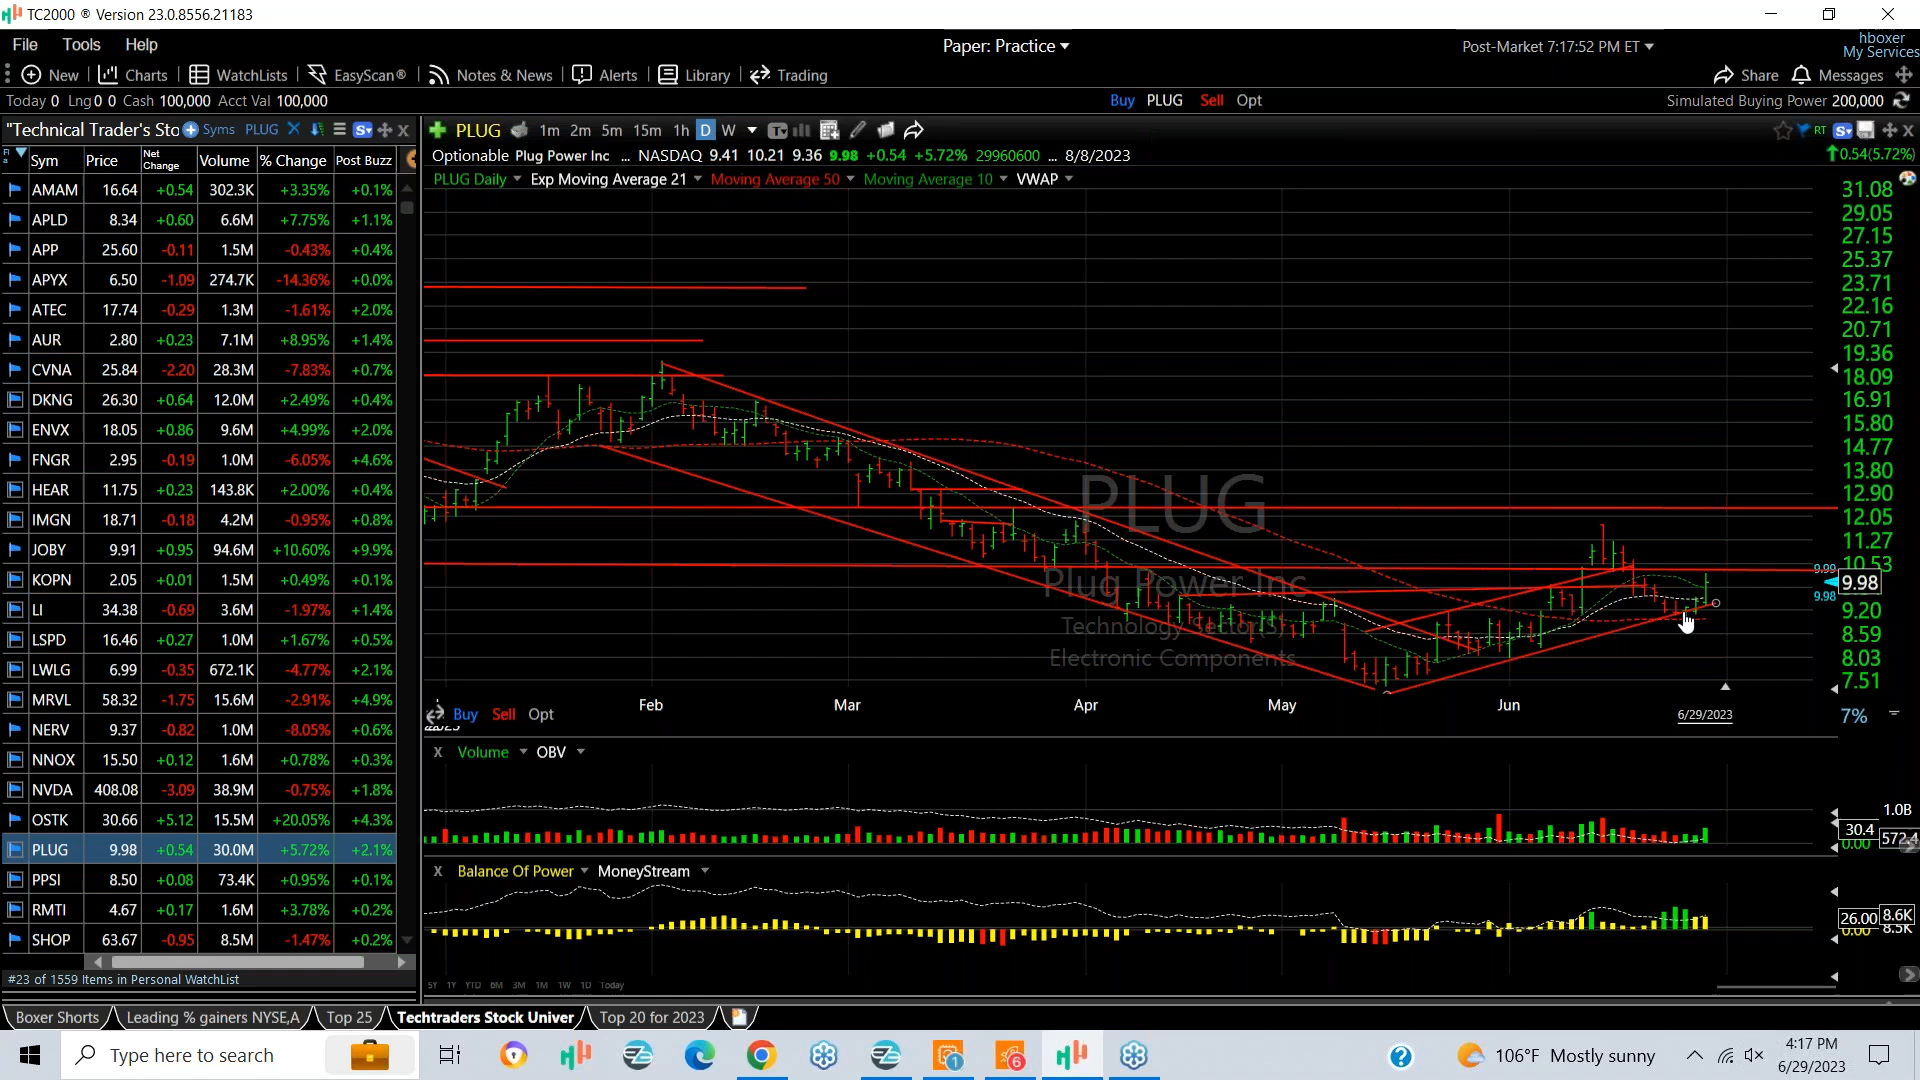 TC2000 ® Version 23.0.8556.21183
File Tools Help
Paper: Practice
Post-Market 7:17:52 PM ET
hboxer
My Services
New Charts WatchLists EasyScan® Notes & News Alerts Library Trading
Share Messages
Today 0 Lng 0 0 Cash 100,000 Acct Val 100,000
Buy PLUG Sell Opt
Simulated Buying Power 200,000
"Technical Trader's Sto Syms PLUG
PLUG 1m 2m 5m 15m 1h D W
RT
Sym Price Net Change Volume % Change Post Buzz
Optionable Plug Power Inc ... NASDAQ 9.41 10.21 9.36 9.98 +0.54 +5.72% 29960600 ... 8/8/2023
0.54(5.72%)
PLUG Daily Exp Moving Average 21 Moving Average 50 Moving Average 10 VWAP
AMAM 16.64 +0.54 302.3K +3.35% +0.1%
APLD 8.34 +0.60 6.6M +7.75% +1.1%
APP 25.60 -0.11 1.5M -0.43% +0.4%
APYX 6.50 -1.09 274.7K -14.36% +0.0%
ATEC 17.74 -0.29 1.3M -1.61% +2.0%
AUR 2.80 +0.23 7.1M +8.95% +1.4%
CVNA 25.84 -2.20 28.3M -7.83% +0.7%
DKNG 26.30 +0.64 12.0M +2.49% +0.4%
ENVX 18.05 +0.86 9.6M +4.99% +2.0%
FNGR 2.95 -0.19 1.0M -6.05% +4.6%
HEAR 11.75 +0.23 143.8K +2.00% +0.4%
IMGN 18.71 -0.18 4.2M -0.95% +0.8%
JOBY 9.91 +0.95 94.6M +10.60% +9.9%
KOPN 2.05 +0.01 1.5M +0.49% +0.1%
LI 34.38 -0.69 3.6M -1.97% +1.4%
LSPD 16.46 +0.27 1.0M +1.67% +0.5%
LWLG 6.99 -0.35 672.1K -4.77% +2.1%
MRVL 58.32 -1.75 15.6M -2.91% +4.9%
NERV 9.37 -0.82 1.0M -8.05% +0.6%
NNOX 15.50 +0.12 1.6M +0.78% +0.3%
NVDA 408.08 -3.09 38.9M -0.75% +1.8%
OSTK 30.66 +5.12 15.5M +20.05% +4.3%
PLUG 9.98 +0.54 30.0M +5.72% +2.1%
PPSI 8.50 +0.08 73.4K +0.95% +0.1%
RMTI 4.67 +0.17 1.6M +3.78% +0.2%
SHOP 63.67 -0.95 8.5M -1.47% +0.2%
#23 of 1559 Items in Personal WatchList
31.08
29.05
27.15
25.37
23.71
22.16
20.71
19.36
18.09
16.91
15.80
14.77
13.80
12.90
12.05
11.27
10.53
9.99
9.98
9.98
9.20
8.59
8.03
7.51
PLUG
Plug Power Inc
Technology Sector(S)
Electronic Components
Feb Mar Apr May Jun
6/29/2023
7%
Buy Sell Opt
X Volume OBV
1.0B
30.4
572.4
0.00
X Balance Of Power MoneyStream
26.00 8.6K
0.00 8.5K
5Y 1Y YTD 6M 3M 1M 1W 1D Today
Boxer Shorts Leading % gainers NYSE,A Top 25 Techtraders Stock Univer Top 20 for 2023
Type here to search
1
6
106°F Mostly sunny
4:17 PM
6/29/2023